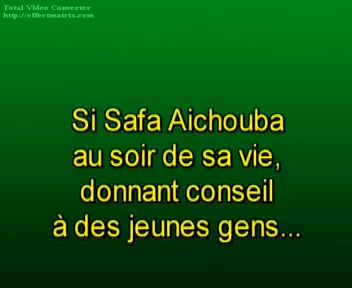 Total Video Converter
http://effectmatrix.com
Si Safa Aichouba
au soir de sa vie,
donnant conseil
à des jeunes gens...